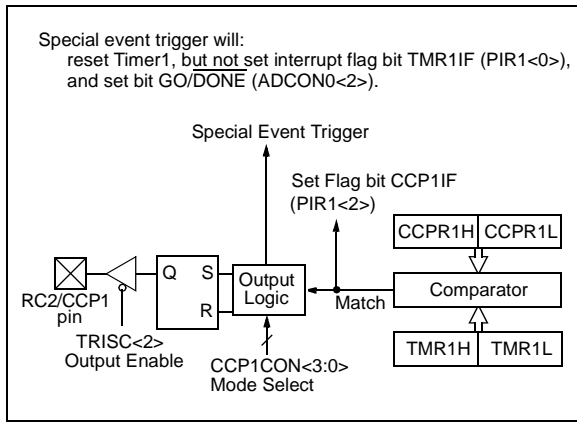 Special event trigger will:
reset Timer1, but not set interrupt flag bit TMR1IF (PIR1<0>),
and set bit GO/DONE (ADCON0<2>).
Special Event Trigger
Set Flag bit CCP1IF
(PIR1<2>)
CCPR1H CCPR1L
Q S
R
Output
Logic
Match
Comparator
RC2/CCP1
pin
TRISC<2>
Output Enable
CCP1CON<3:0>
Mode Select
TMR1H TMR1L